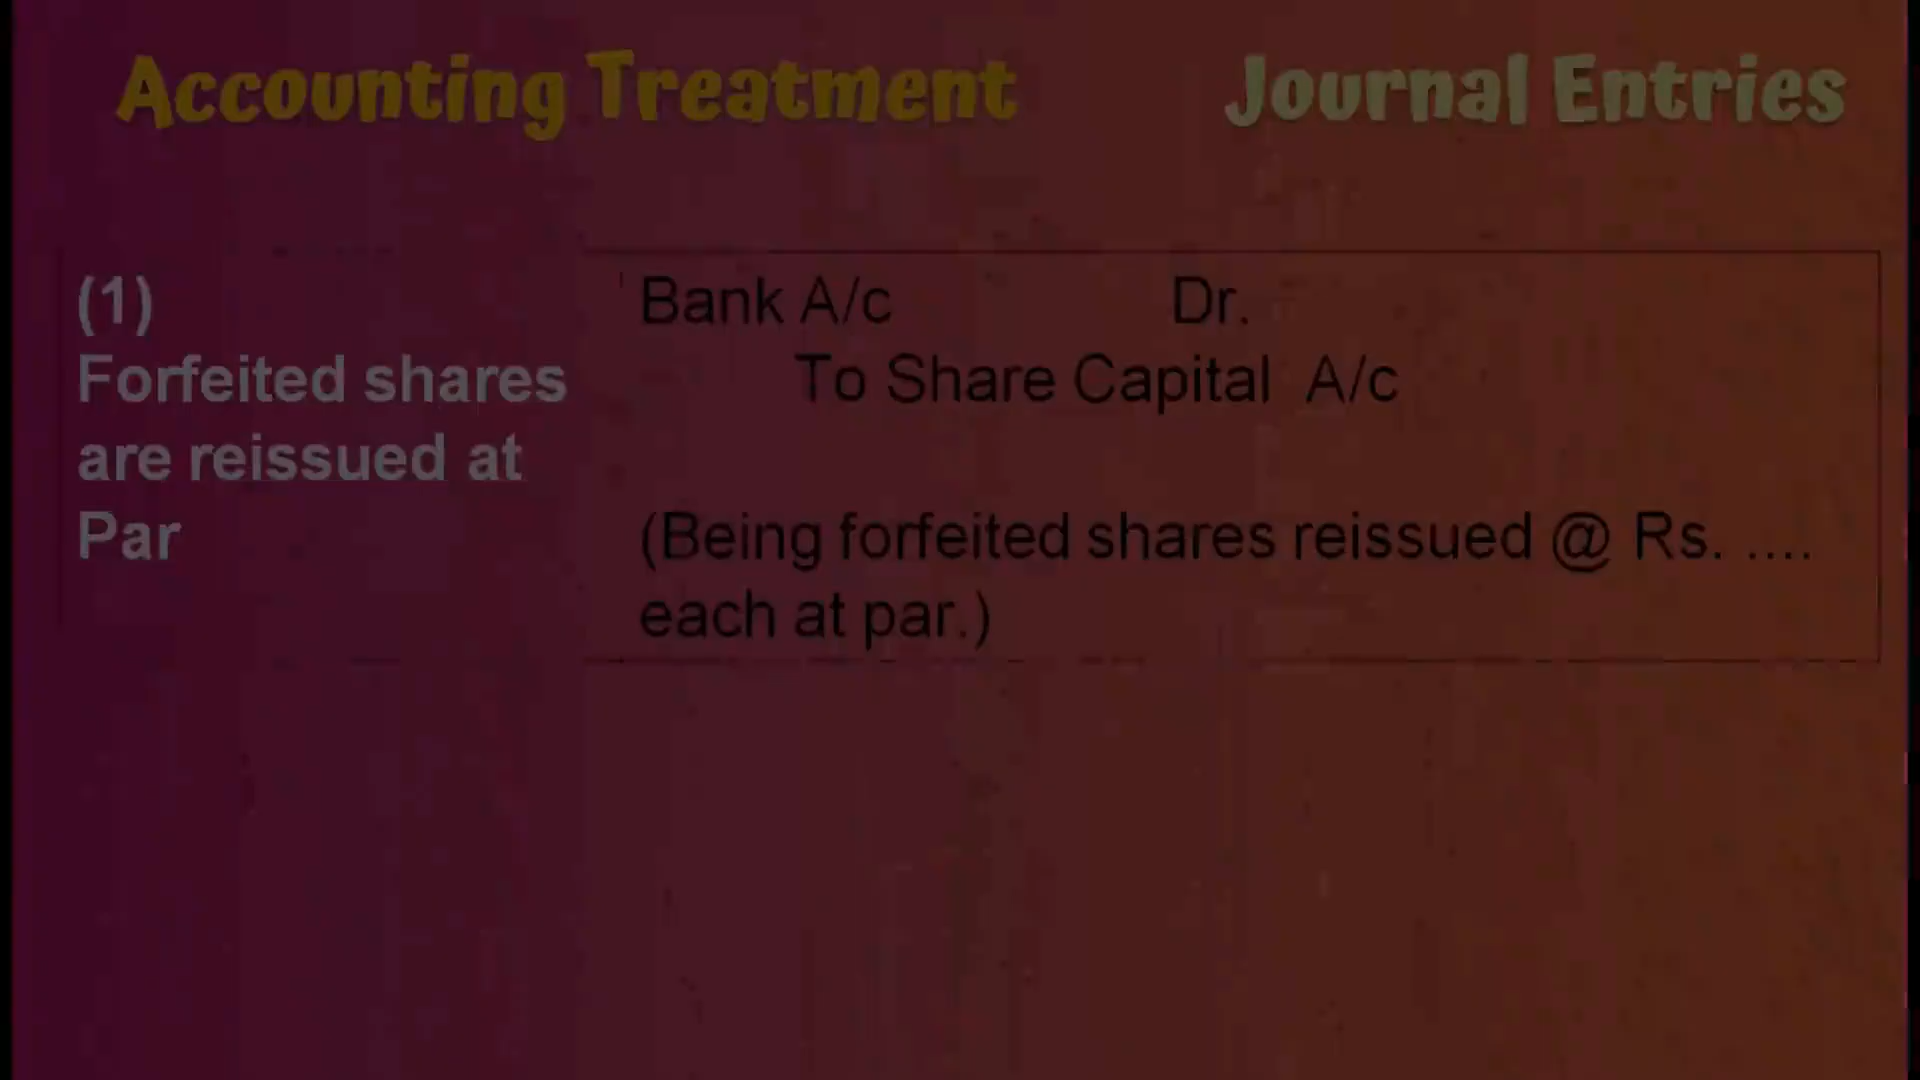 Accounting Treatment
Journal Entries
(1)
Forfeited shares
are reissued at
Par
Bank A/c Dr.
To Share Capital A/c
(Being forfeited shares reissued @ Rs. ....
each at par.)